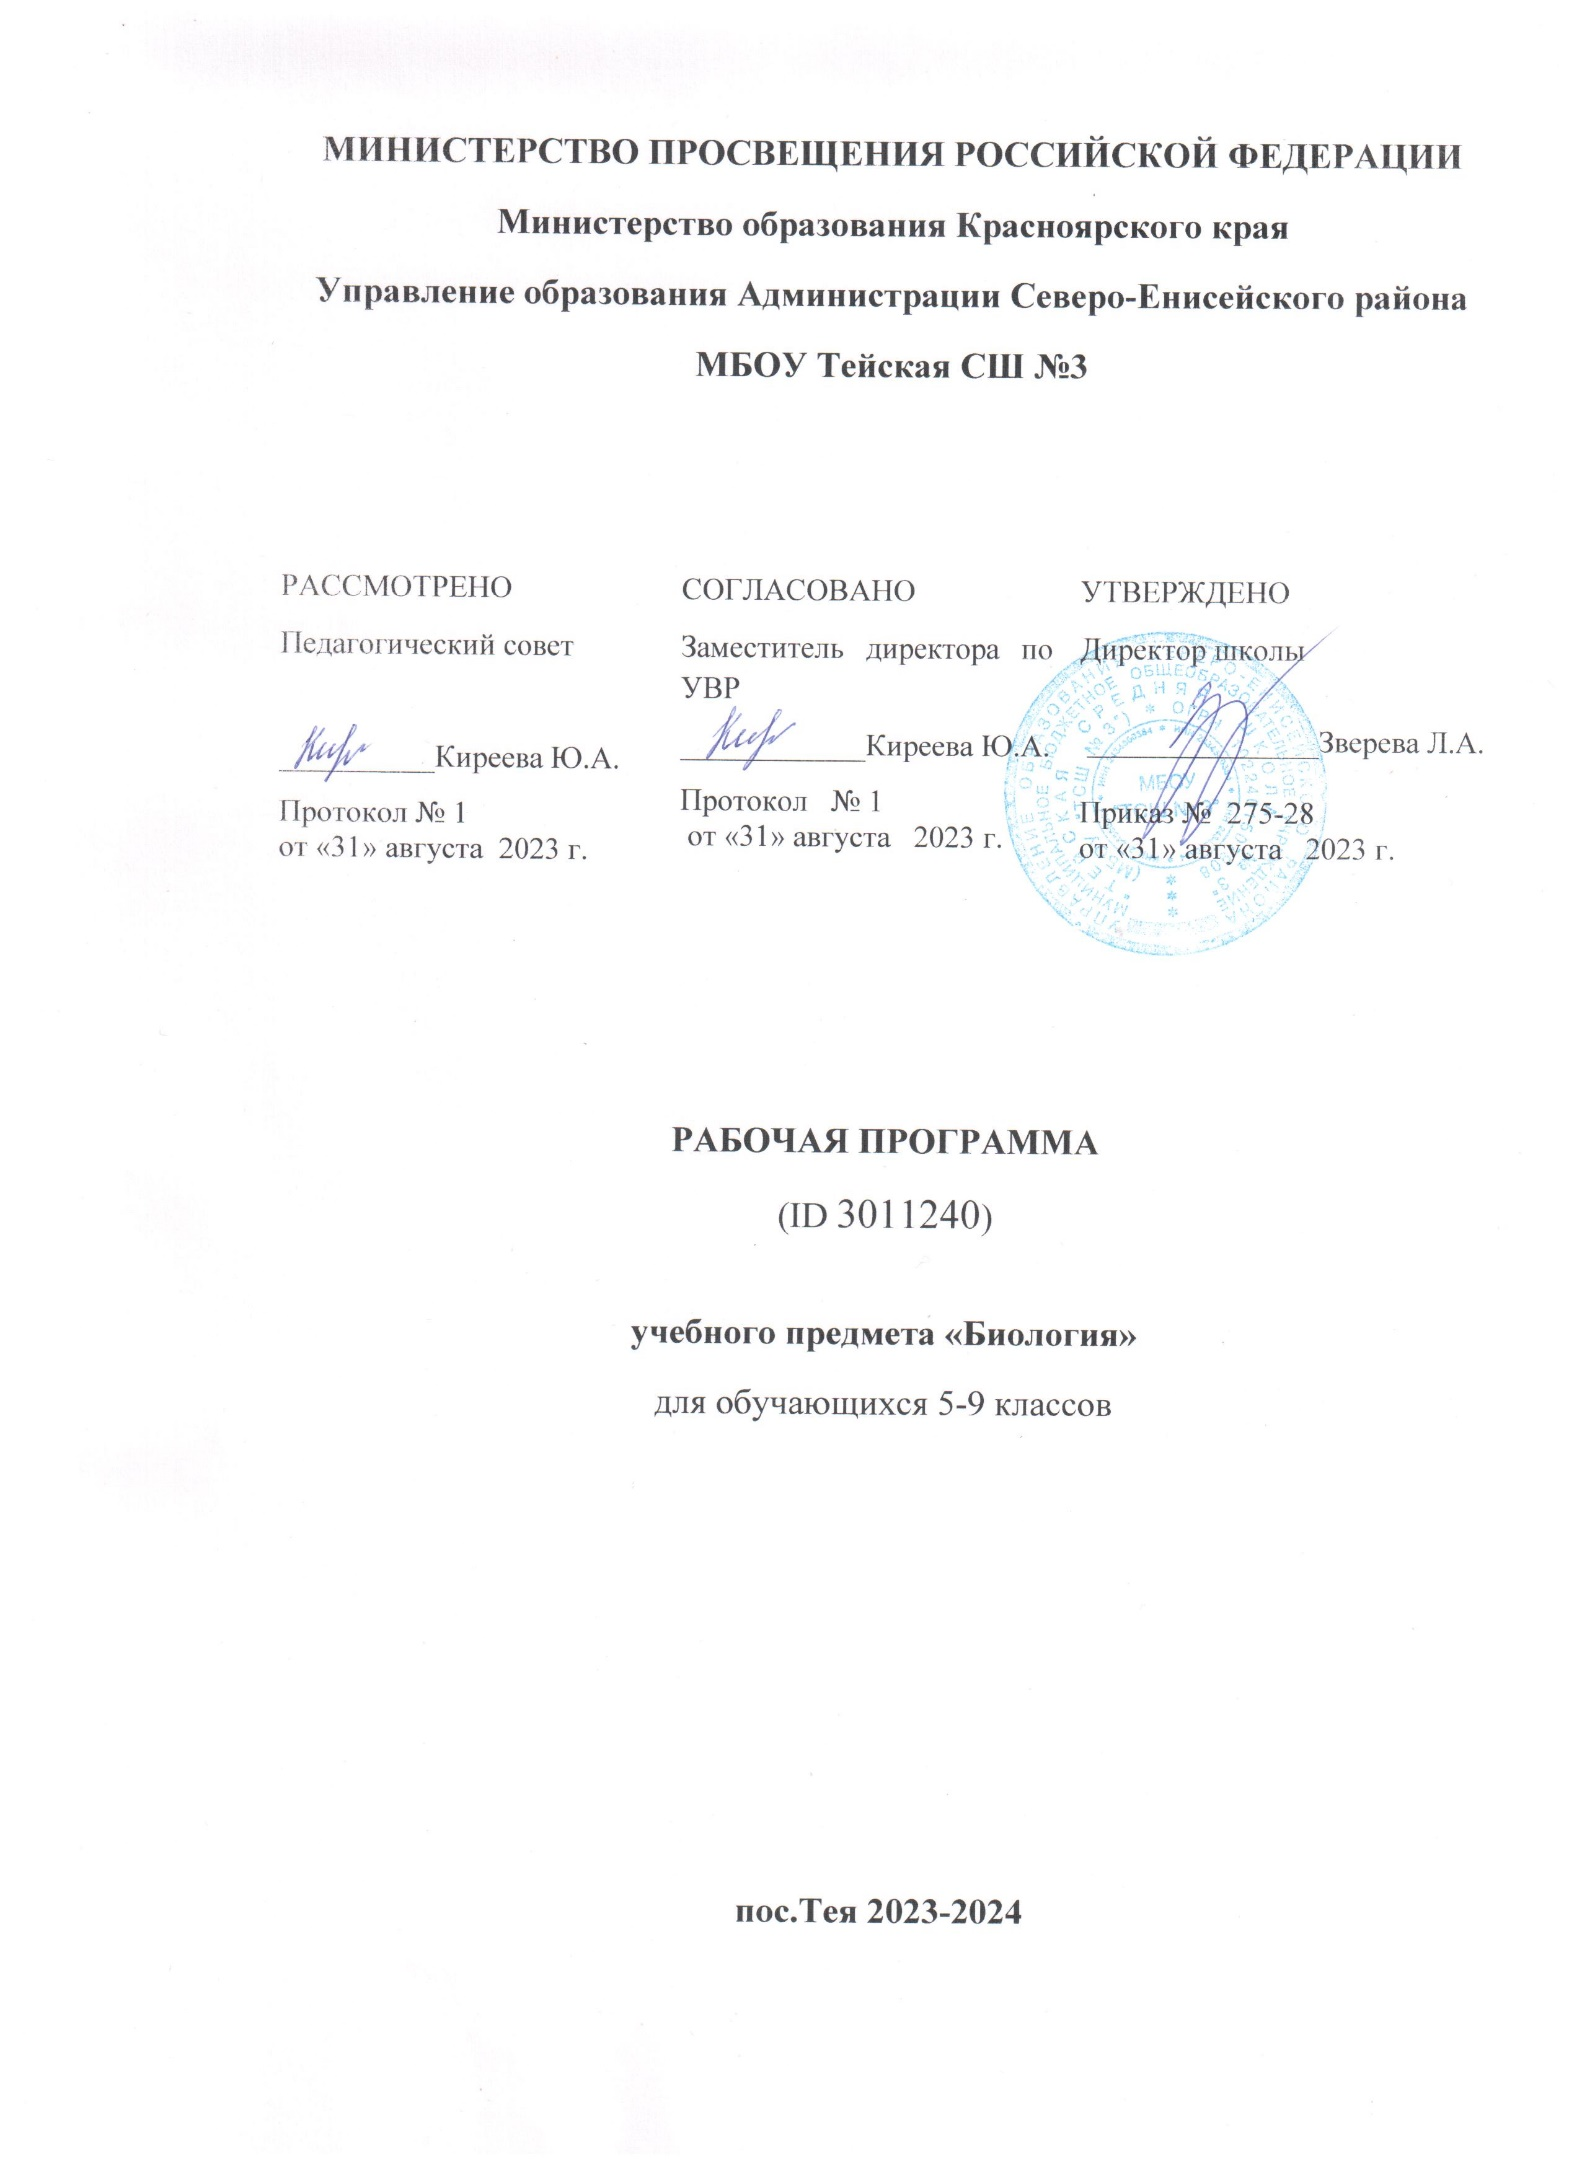 МИНИСТЕРСТВО ПРОСВЕЩЕНИЯ РОССИЙСКОЙ ФЕДЕРАЦИИ
Министерство образования Красноярского края
Управление образования Администрации Северо-Енисейского района
МБОУ Тейская СШ №3
РАССМОТРЕНО
Педагогический совет
Киреева Ю.А.
Протокол № 1
от «31» августа 2023 г.
СОГЛАСОВАНО
Заместитель директора по
УВР
Киреева Ю.А.
Протокол № 1
от «31» августа 2023 г.
УТВЕРЖДЕНО
Директор школы
Зверева Л.А.
Приказ № 275-28
от «31» августа 2023 г.
МБОУ
РАБОЧАЯ ПРОГРАММА
(ID 3011240)
учебного предмета «Биология»
для обучающихся 5-9 классов
пос.Тея 2023-2024